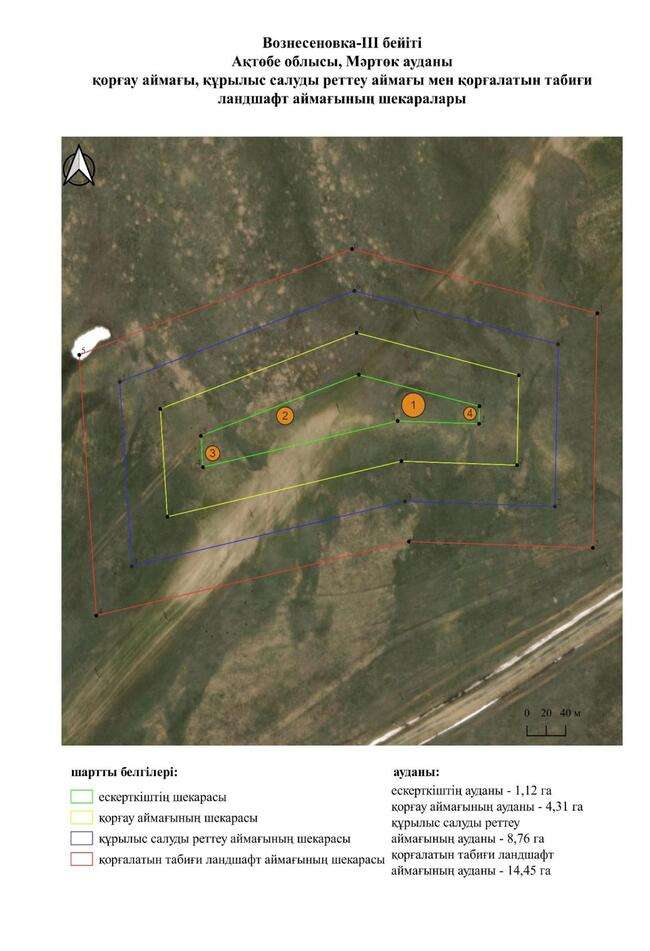 Вознесеновка-III бейіті
Ақтөбе облысы, Мәртөк ауданы
қорғау аймағы, құрылыс салуды реттеу аймағы мен қорғалатын табиғи
ландшафт аймағының шекаралары
1
2
4
3
0 20 40 м
шартты белгілері:
ескерткіштің шекарасы
қорғау аймағының шекарасы
құрылыс салуды реттеу аймағының шекарасы
қорғалатын табиғи ландшафт аймағының шекарасы
ауданы:
ескерткіштің ауданы - 1,12 га
қорғау аймағының ауданы - 4,31 га
құрылыс салуды реттеу
аймағының ауданы - 8,76 га
қорғалатын табиғи ландшафт
аймағының ауданы - 14,45 га